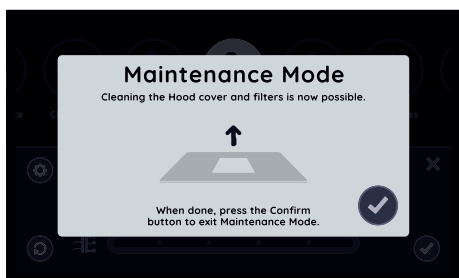 Maintenance Mode
Cleaning the Hood cover and filters is now possible.
When done, press the Confirm
button to exit Maintenance Mode.